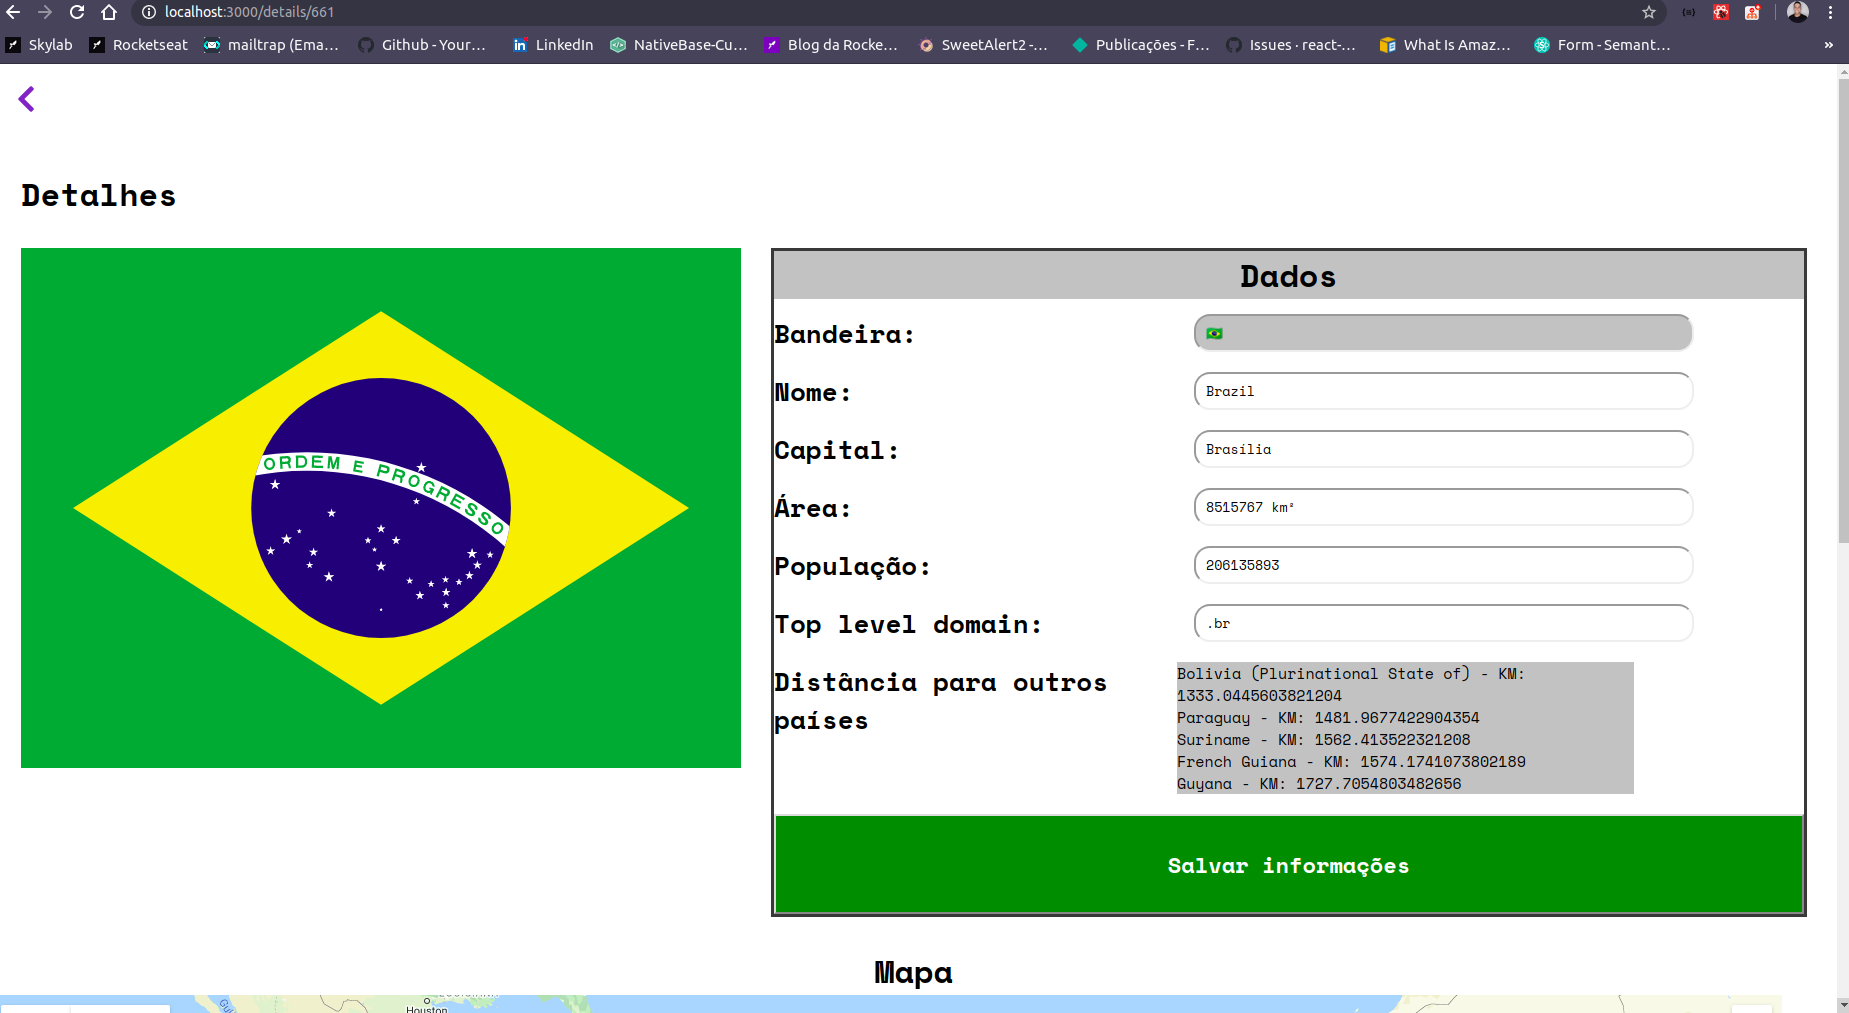 localhost:3000/details/661
Skylab Rocketseat mailtrap (Ema... Github - Your... LinkedIn NativeBase-Cu... Blog da Rocke... SweetAlert2 -... Publicações - F... Issues · react-... What Is Amaz... Form - Semant... »
Detalhes
ORDEM E PROGRESSO
Dados
Bandeira:
Nome: Brazil
Capital: Brasília
Área: 8515767 km²
População: 206135893
Top level domain: .br
Distância para outros
países
Bolivia (Plurinational State of) - KM:
1333.0445603821204
Paraguay - KM: 1481.9677422904354
Suriname - KM: 1562.413522321208
French Guiana - KM: 1574.1741073802189
Guyana - KM: 1727.7054803482656
Salvar informações
Mapa
Houston